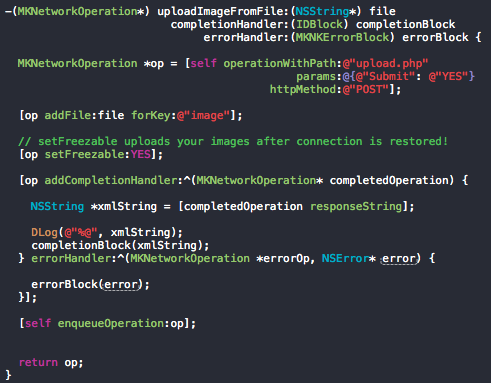 -(MKNetworkOperation*) uploadImageFromFile:(NSString*) file
completionHandler:(IDBlock) completionBlock
errorHandler:(MKNKErrorBlock) errorBlock {
MKNetworkOperation *op = [self operationWithPath:@"upload.php"
params:@{@"Submit": @"YES"}
httpMethod:@"POST"];
[op addFile:file forKey:@"image"];
// setFreezable uploads your images after connection is restored!
[op setFreezable:YES];
[op addCompletionHandler:^(MKNetworkOperation* completedOperation) {
NSString *xmlString = [completedOperation responseString];
DLog(@"%@", xmlString);
completionBlock(xmlString);
} errorHandler:^(MKNetworkOperation *errorOp, NSError* error) {
errorBlock(error);
}];
[self enqueueOperation:op];
return op;
}